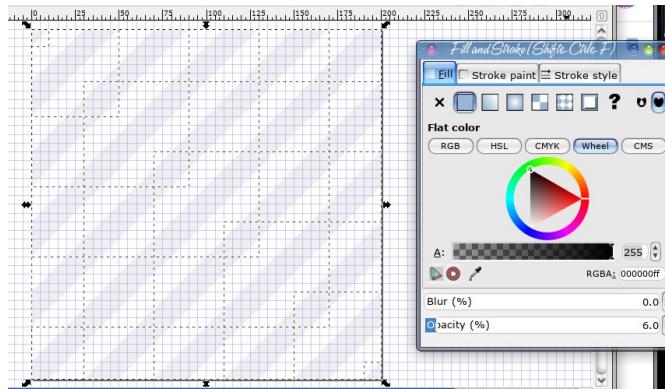 0 25 50 75 100 125 150 175 200 225 250 275 300
Fill and Stroke (Shift+Ctrl+F)
Fill Stroke paint Stroke style
?
Flat color
RGB HSL CMYK Wheel CMS
A: 255
RGBA: 000000ff
Blur (%) 0.0
Opacity (%) 6.0